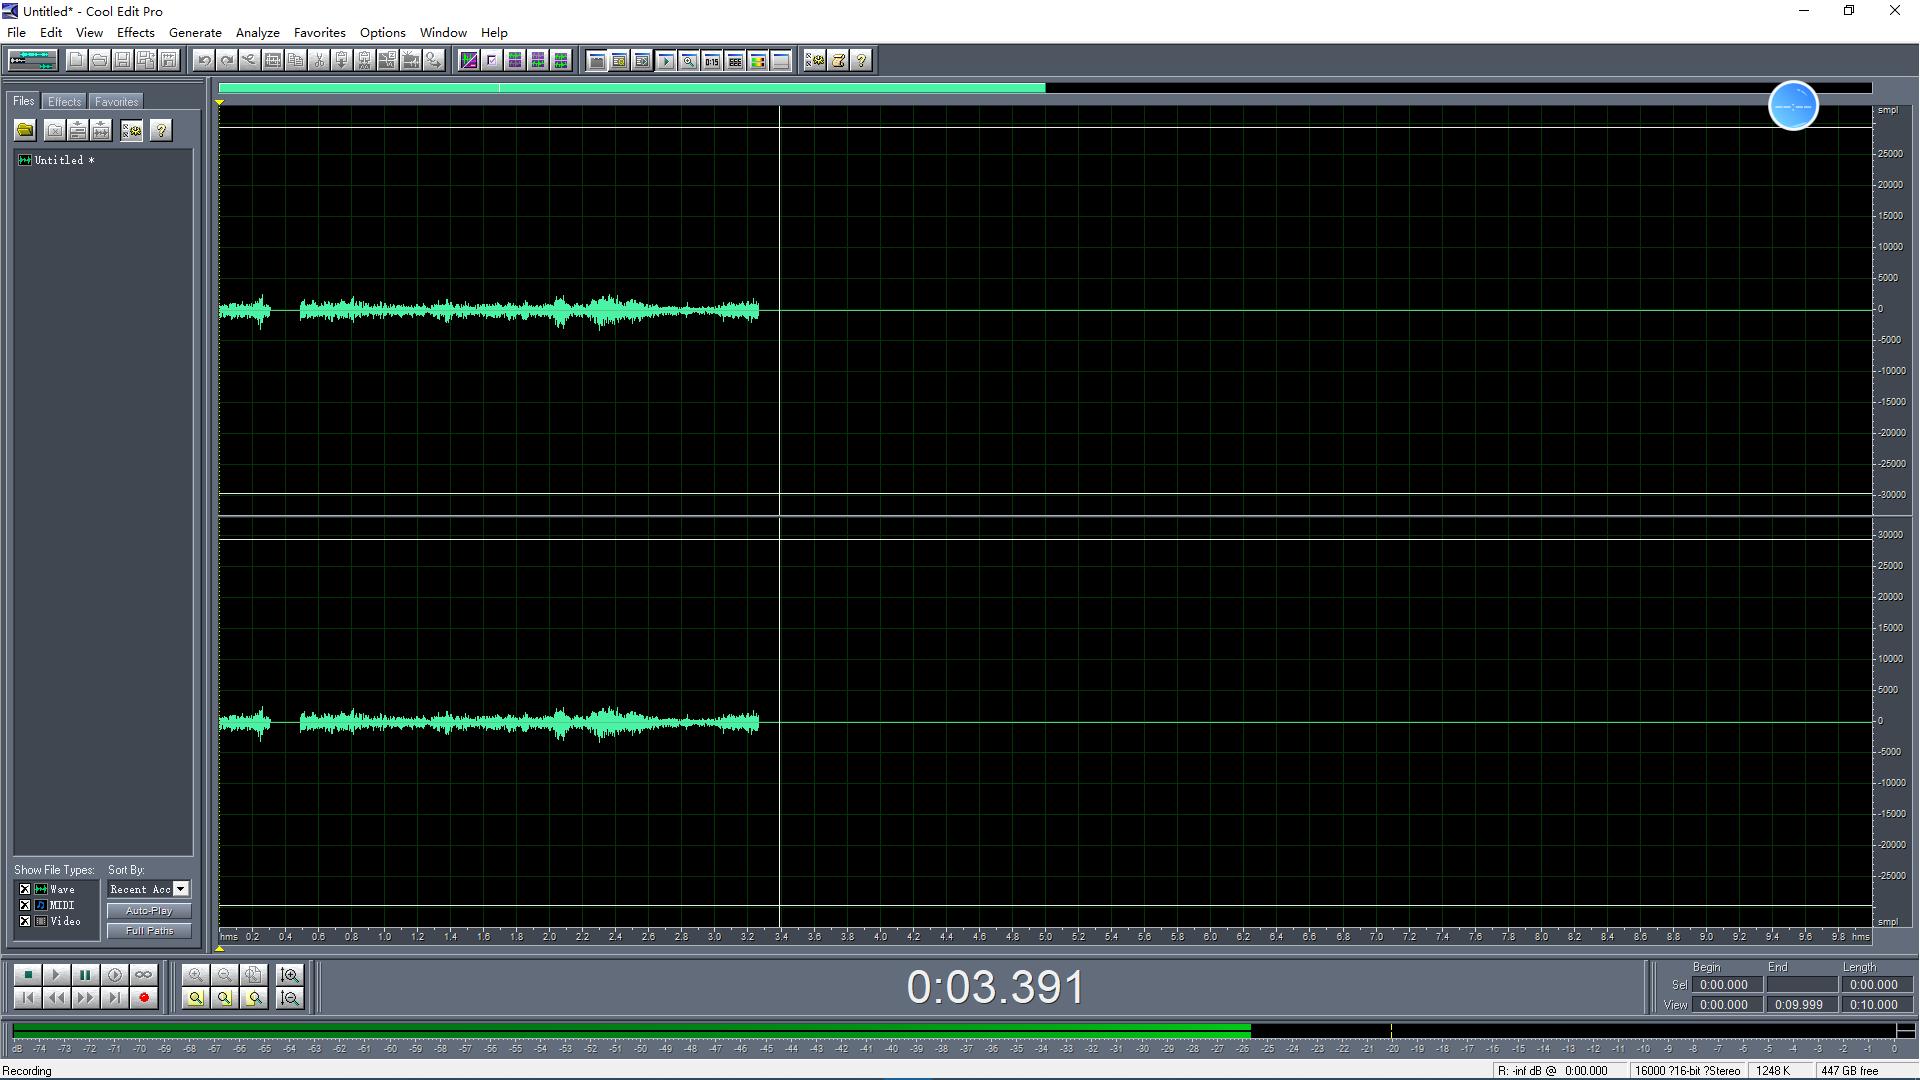 Untitled* - Cool Edit Pro
File Edit View Effects Generate Analyze Favorites Options Window Help
Files Effects Favorites
Untitled *
Show File Types: Sort By:
Wave Recent Acc
MIDI Auto-Play
Video Full Paths
smpl
25000
20000
15000
10000
5000
0
-5000
-10000
-15000
-20000
-25000
-30000
30000
25000
20000
15000
10000
5000
0
-5000
-10000
-15000
-20000
-25000
smpl
hms 0.2 0.4 0.6 0.8 1.0 1.2 1.4 1.6 1.8 2.0 2.2 2.4 2.6 2.8 3.0 3.2 3.4 3.6 3.8 4.0 4.2 4.4 4.6 4.8 5.0 5.2 5.4 5.6 5.8 6.0 6.2 6.4 6.6 6.8 7.0 7.2 7.4 7.6 7.8 8.0 8.2 8.4 8.6 8.8 9.0 9.2 9.4 9.6 9.8 hms
0:03.391
Begin End Length
Sel 0:00.000 0:00.000
View 0:00.000 0:09.999 0:10.000
dB -74 -73 -72 -71 -70 -69 -68 -67 -66 -65 -64 -63 -62 -61 -60 -59 -58 -57 -56 -55 -54 -53 -52 -51 -50 -49 -48 -47 -46 -45 -44 -43 -42 -41 -40 -39 -38 -37 -36 -35 -34 -33 -32 -31 -30 -29 -28 -27 -26 -25 -24 -23 -22 -21 -20 -19 -18 -17 -16 -15 -14 -13 -12 -11 -10 -9 -8 -7 -6 -5 -4 -3 -2 -1 0
Recording R: -inf dB @ 0:00.000 16000 ?16-bit ?Stereo 1248 K 447 GB free